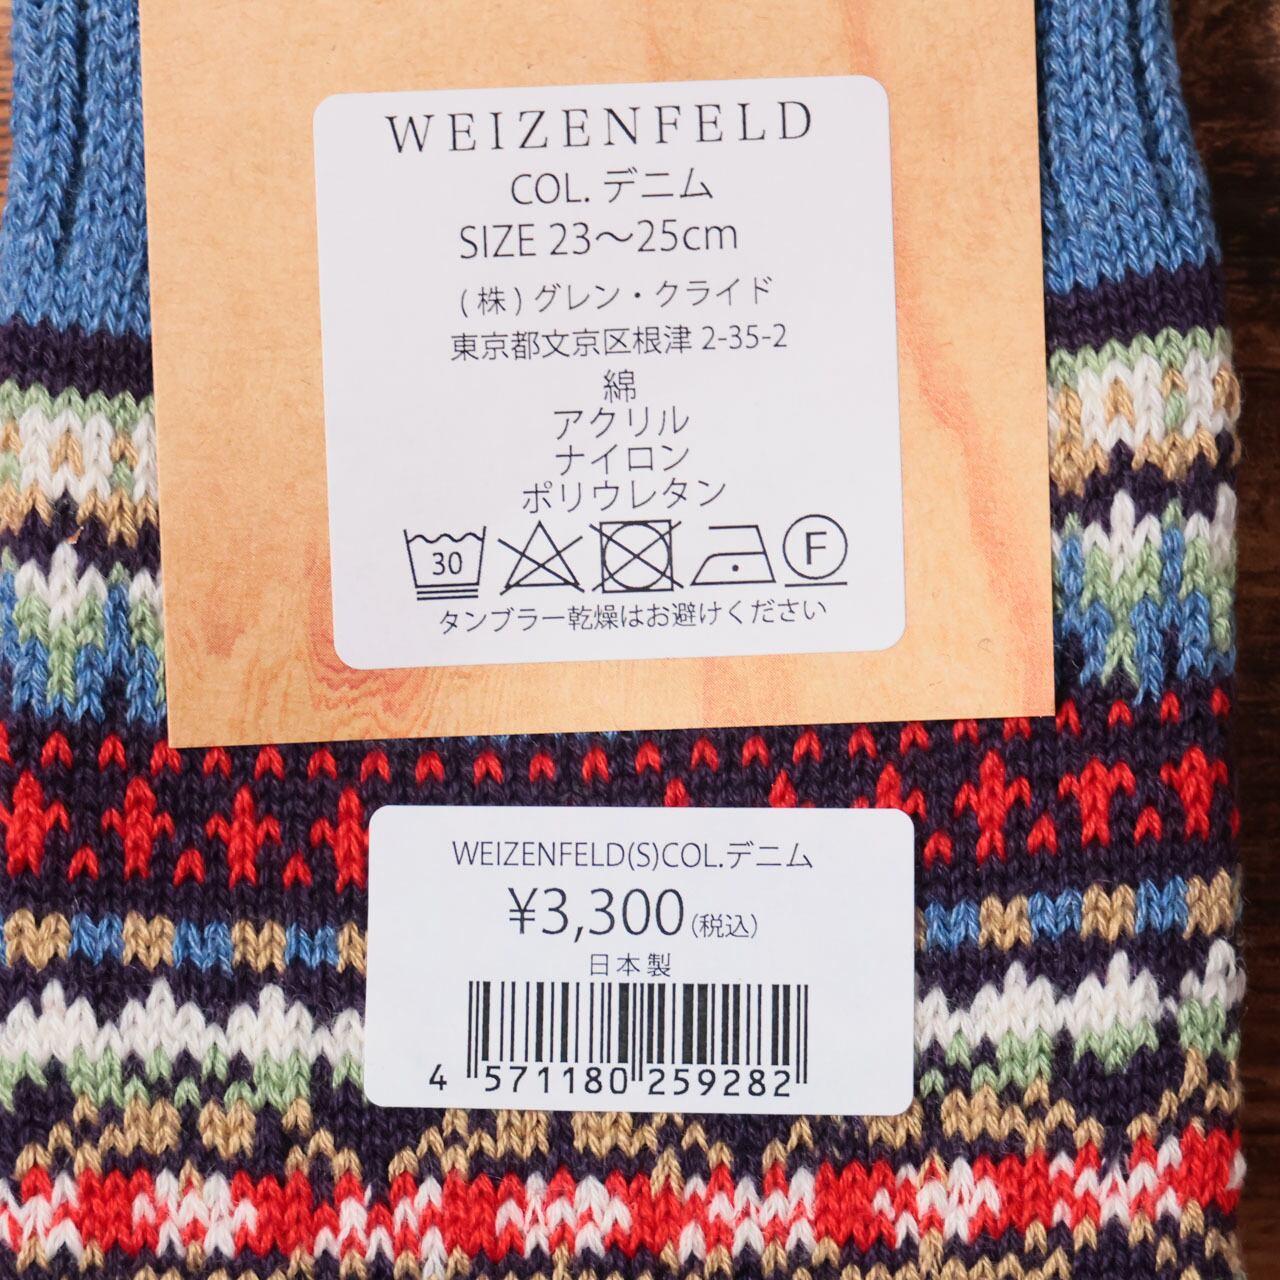 WEIZENFELD
COL. デニム
SIZE 23〜25cm
(株)グレン・クライド
東京都文京区根津 2-35-2
綿
アクリル
ナイロン
ポリウレタン
30 F
タンブラー乾燥はお避けください
WEIZENFELD(S)COL.デニム
¥3,300(税込)
日本製
4 571180 259282